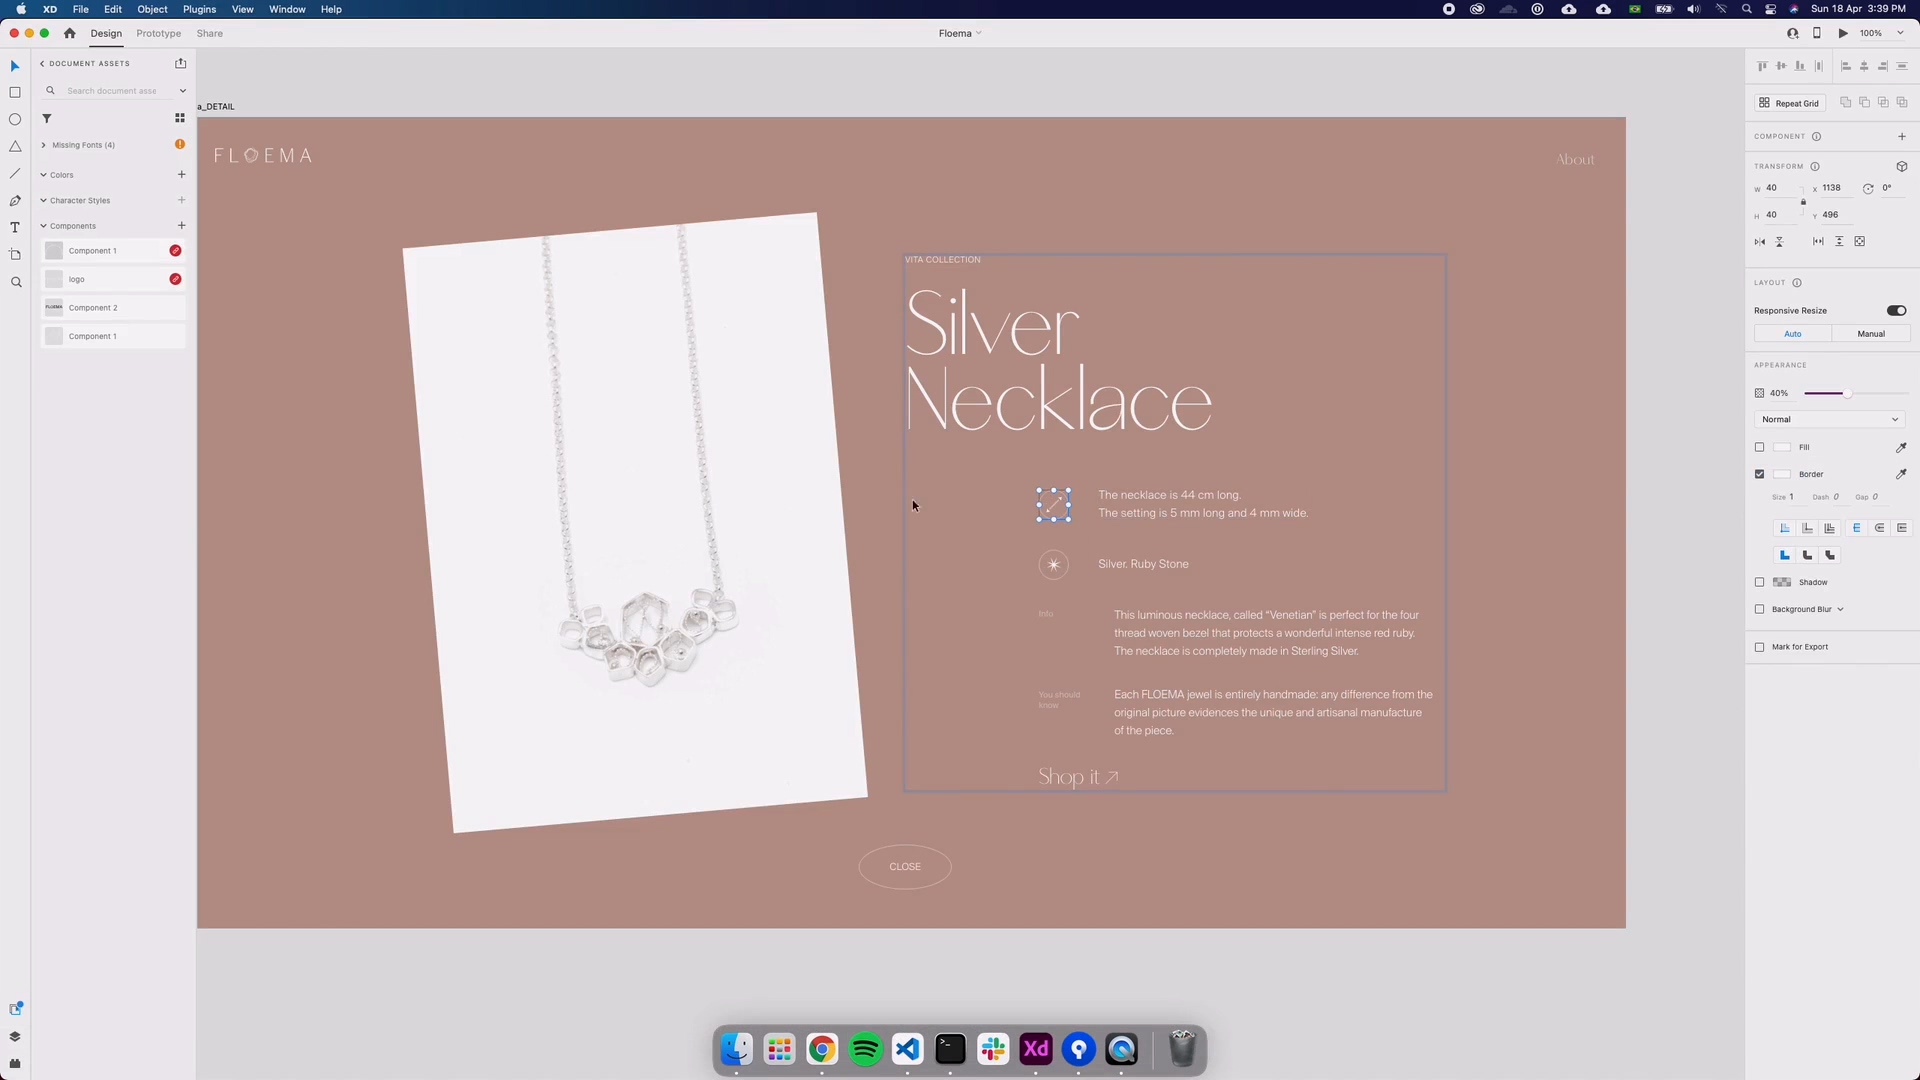 XD File Edit Object Plugins View Window Help
Sun 18 Apr 3:39 PM
Design Prototype Share
Floema
100%
DOCUMENT ASSETS
Search document asse
Missing Fonts (4)
Colors
Character Styles
Components
Component 1
logo
Component 2
Component 1
a_DETAIL
FLOEMA
About
VITA COLLECTION
Silver
Necklace
The necklace is 44 cm long.
The setting is 5 mm long and 4 mm wide.
Silver. Ruby Stone
Info
This luminous necklace, called “Venetian” is perfect for the four
thread woven bezel that protects a wonderful intense red ruby.
The necklace is completely made in Sterling Silver.
You should
know
Each FLOEMA jewel is entirely handmade: any difference from the
original picture evidences the unique and artisanal manufacture
of the piece.
Shop it
CLOSE
Repeat Grid
COMPONENT
TRANSFORM
W 40 X 1138 0°
H 40 Y 496
LAYOUT
Responsive Resize
Auto Manual
APPEARANCE
40%
Normal
Fill
Border
Size 1 Dash 0 Gap 0
Shadow
Background Blur
Mark for Export
Xd